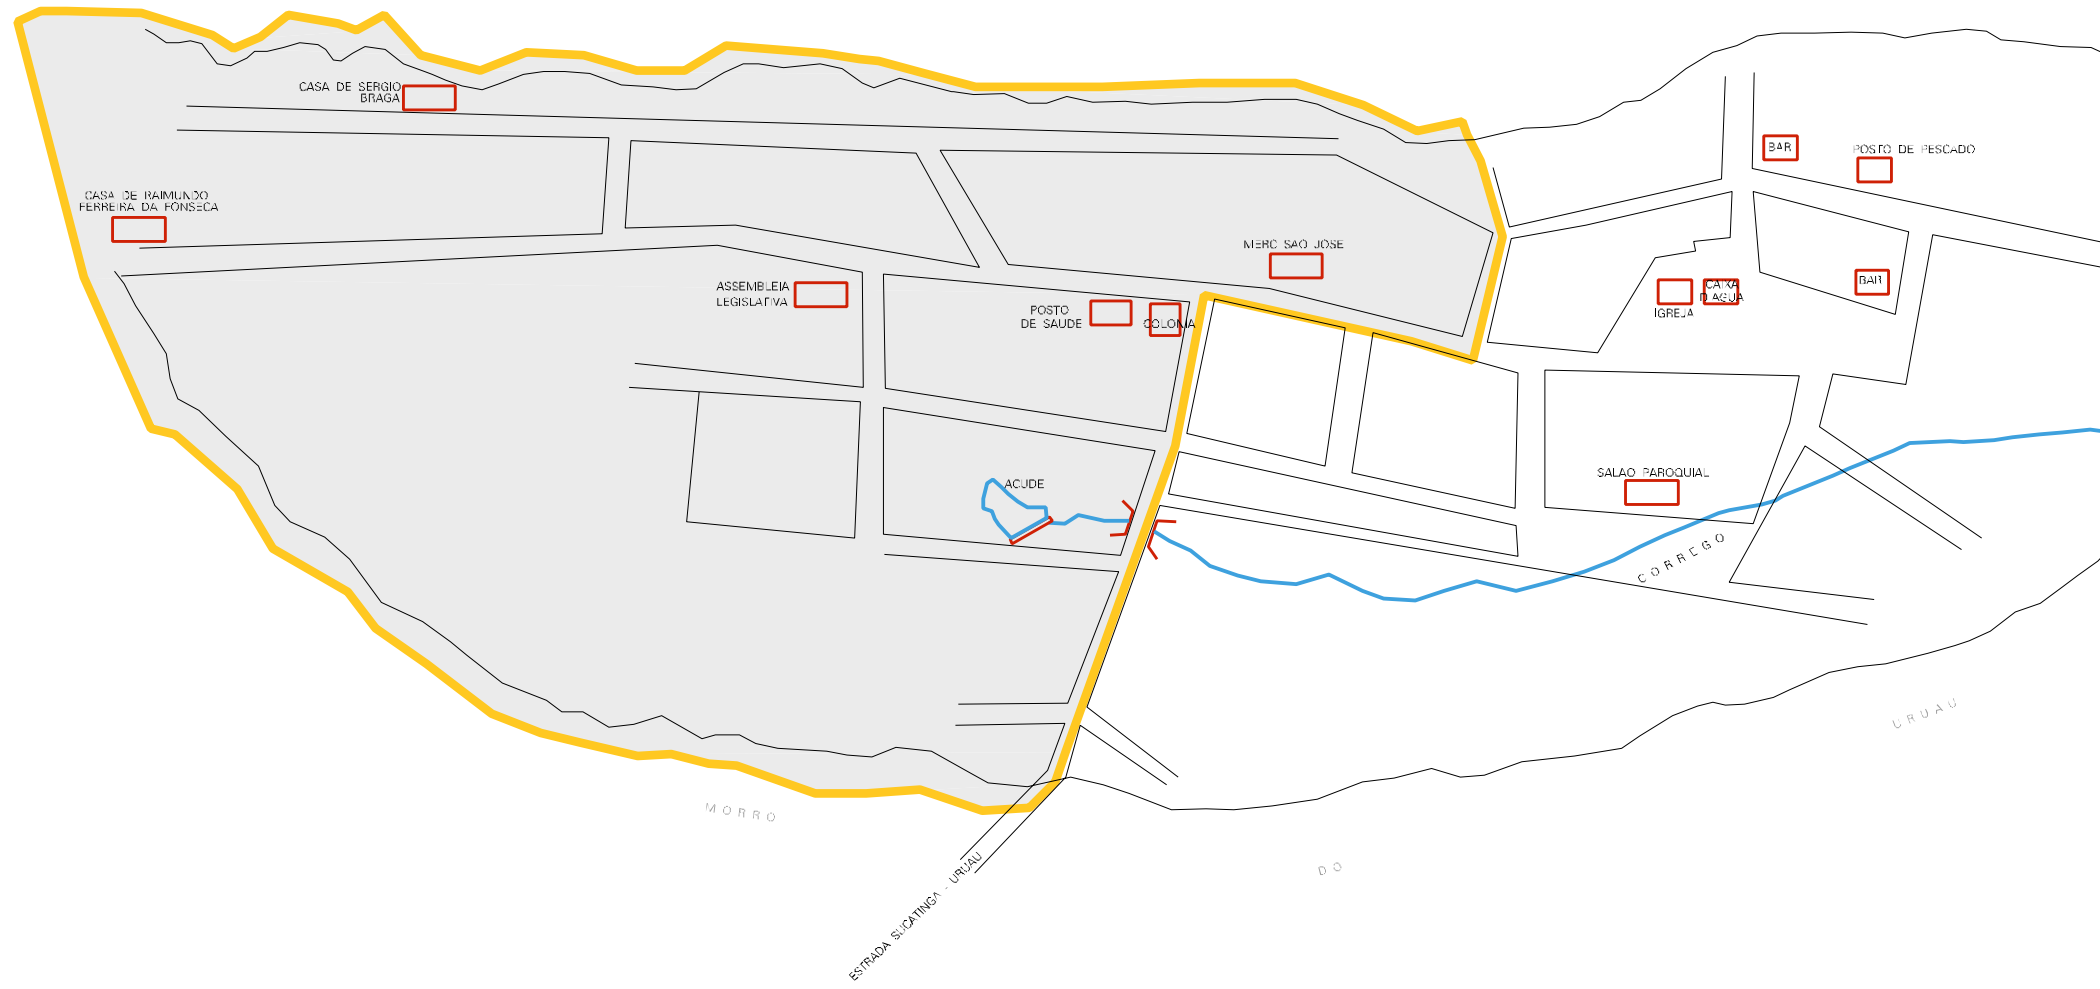 CASA DE SERGIO
BRAGA
BAR
POSTO DE PESCADO
CASA DE RAIMUNDO
FERREIRA DA FONSECA
MERC SAO JOSE
ASSEMBLEIA
LEGISLATIVA
POSTO
DE SAUDE
COLONIA
IGREJA
CAIXA
D AGUA
BAR
ACUDE
SALAO PAROQUIAL
CORREGO
URUAU
MORRO
DO
ESTRADA SUCATINGA - URUAU